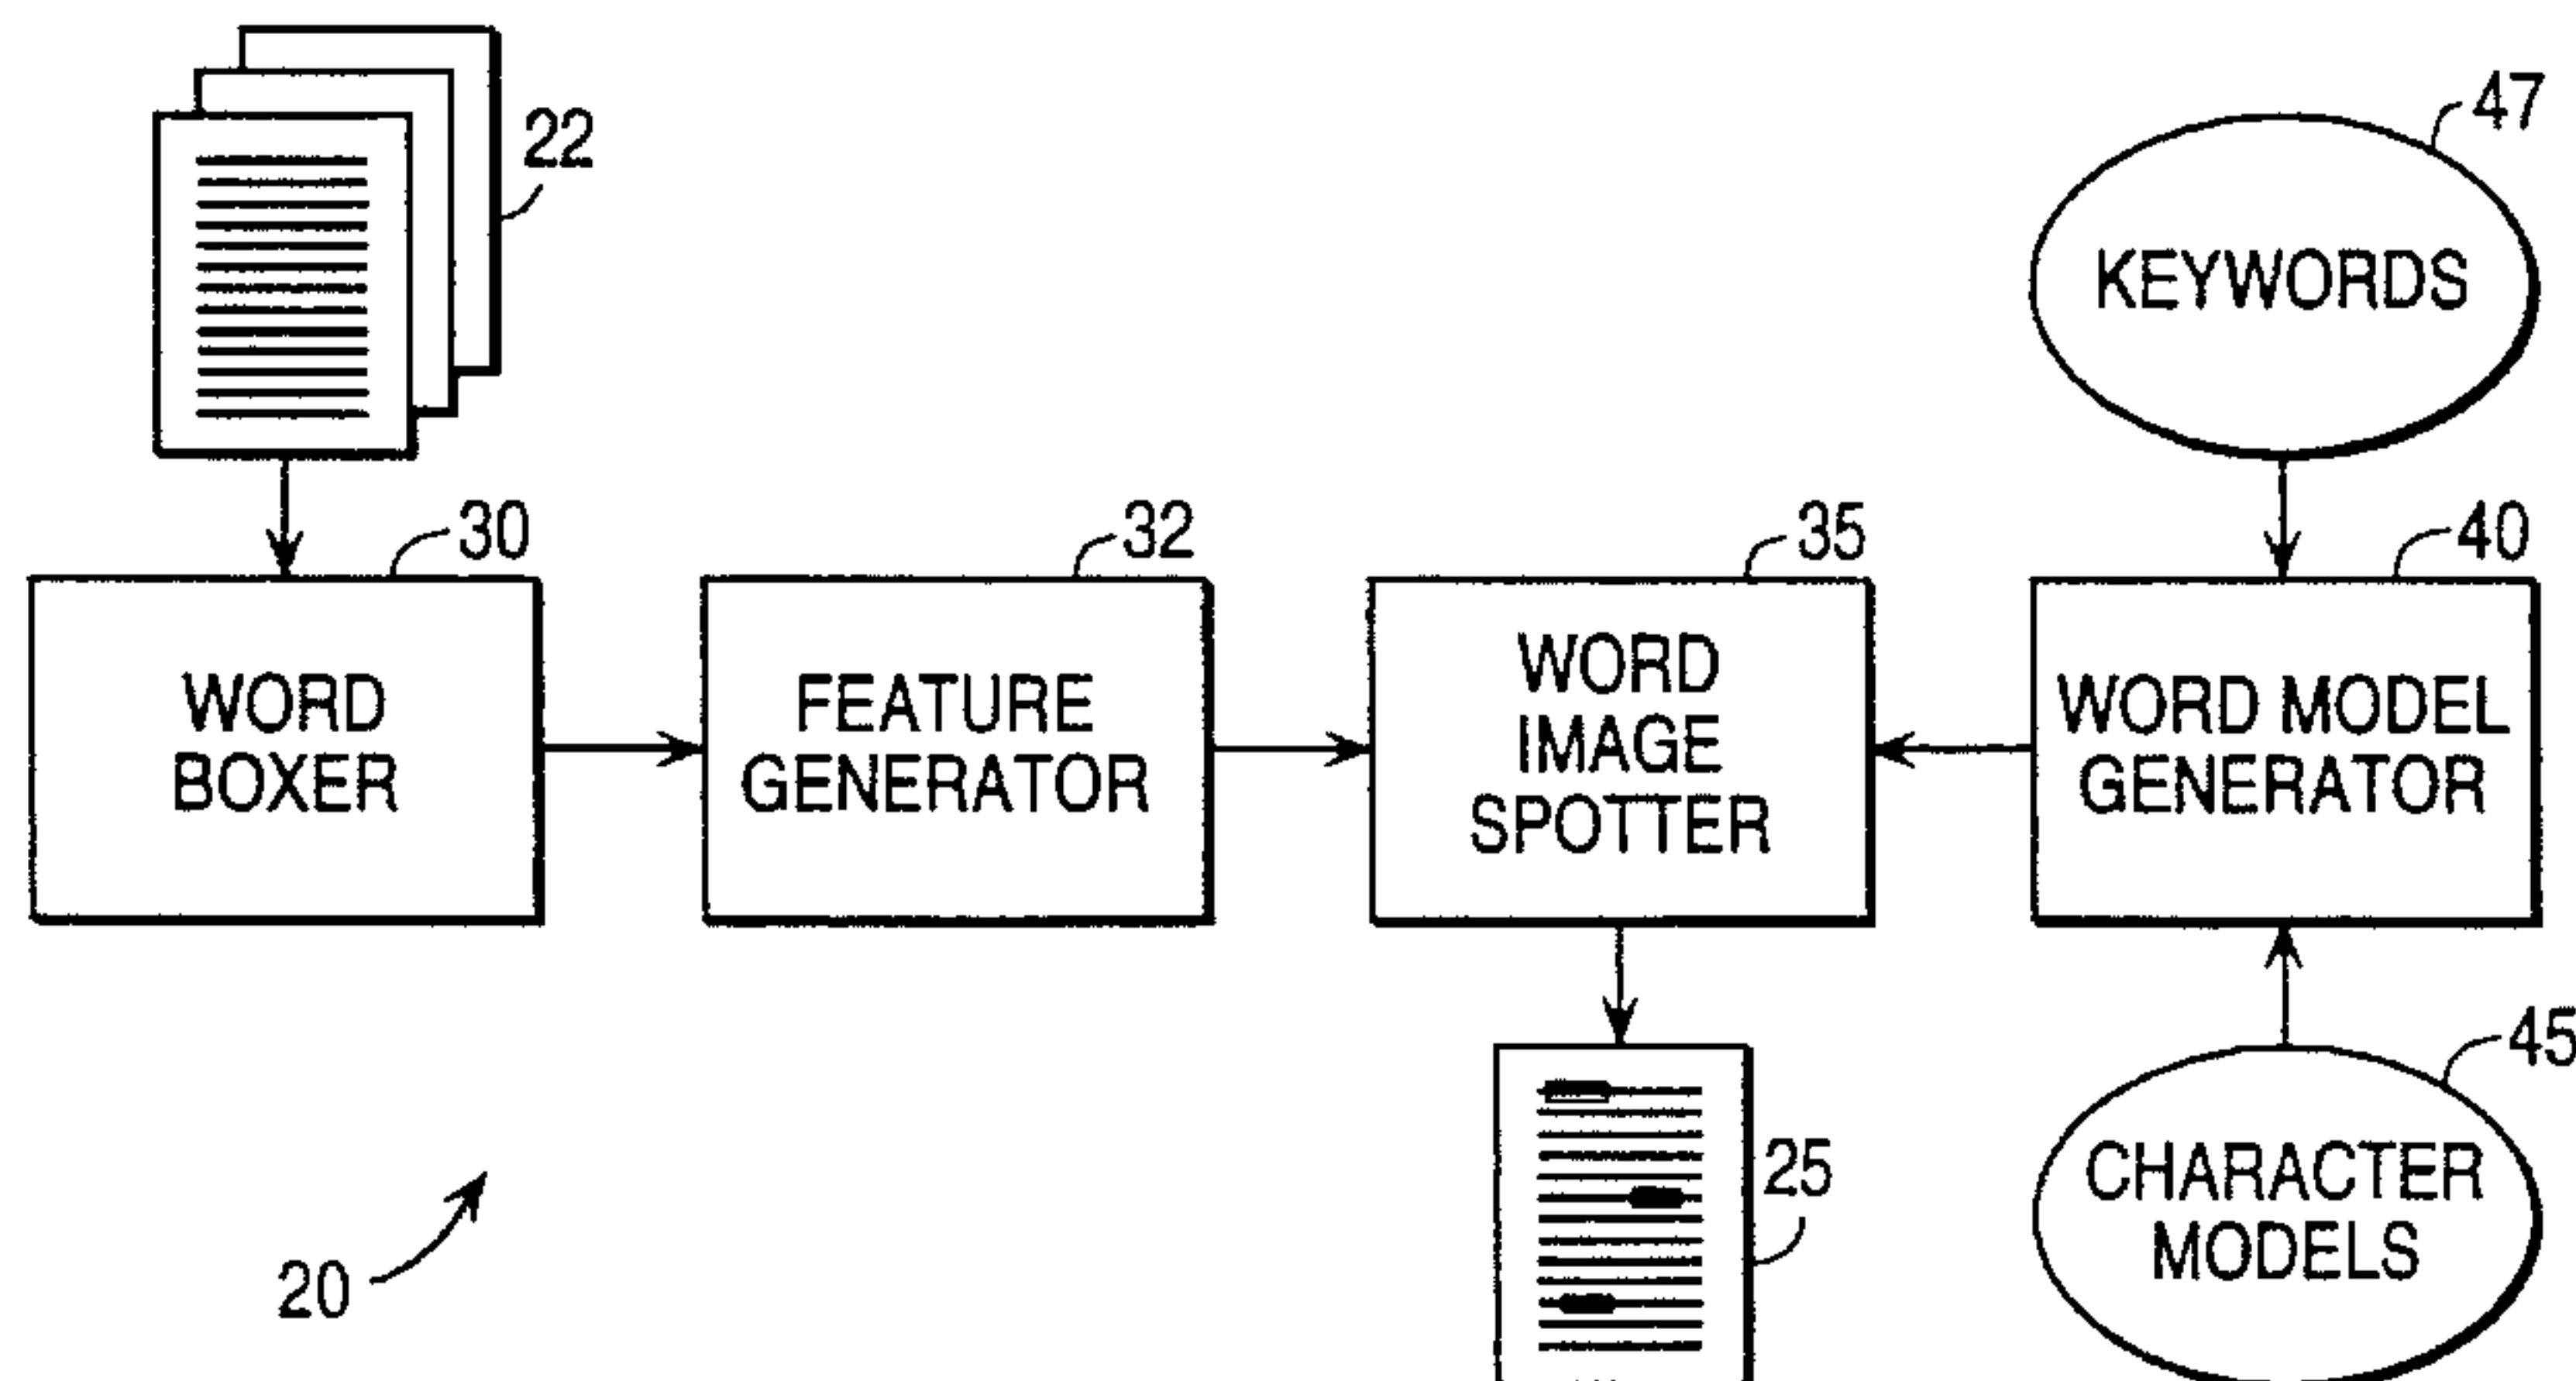 22
47
KEYWORDS
30
32
35
40
WORD
BOXER
FEATURE
GENERATOR
WORD
IMAGE
SPOTTER
WORD MODEL
GENERATOR
45
25
CHARACTER
MODELS
20